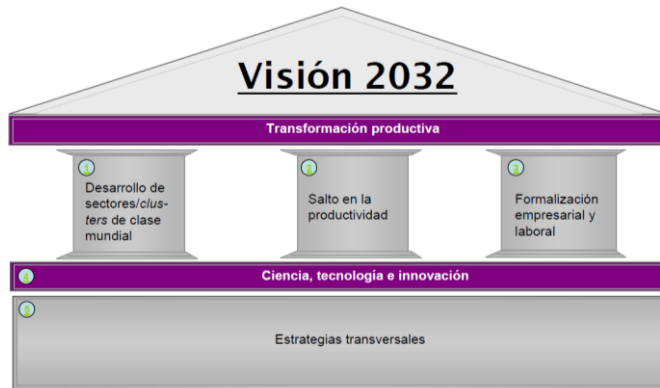 Visión 2032
Transformación productiva
1
Desarrollo de
sectores/clus-
ters de clase
mundial
2
Salto en la
productividad
3
Formalización
empresarial y
laboral
4
Ciencia, tecnología e innovación
5
Estrategias transversales